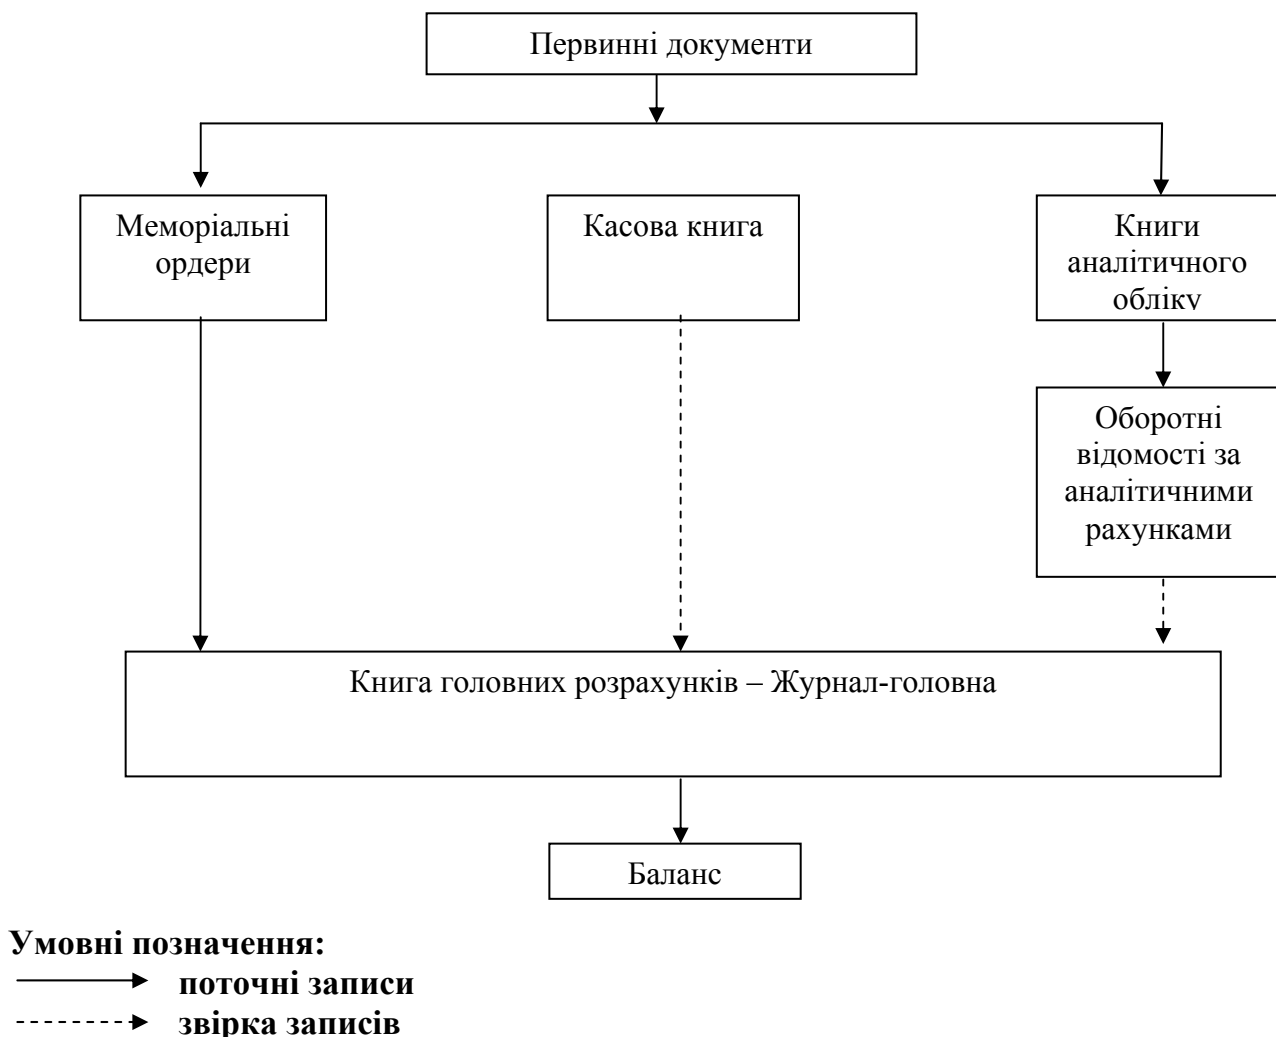 Первинні документи
Меморіальні
ордери
Касова книга
Книги
аналітичного
обліку
Оборотні
відомості за
аналітичними
рахунками
Книга головних розрахунків – Журнал-головна
Баланс
Умовні позначення:
поточні записи
звірка записів